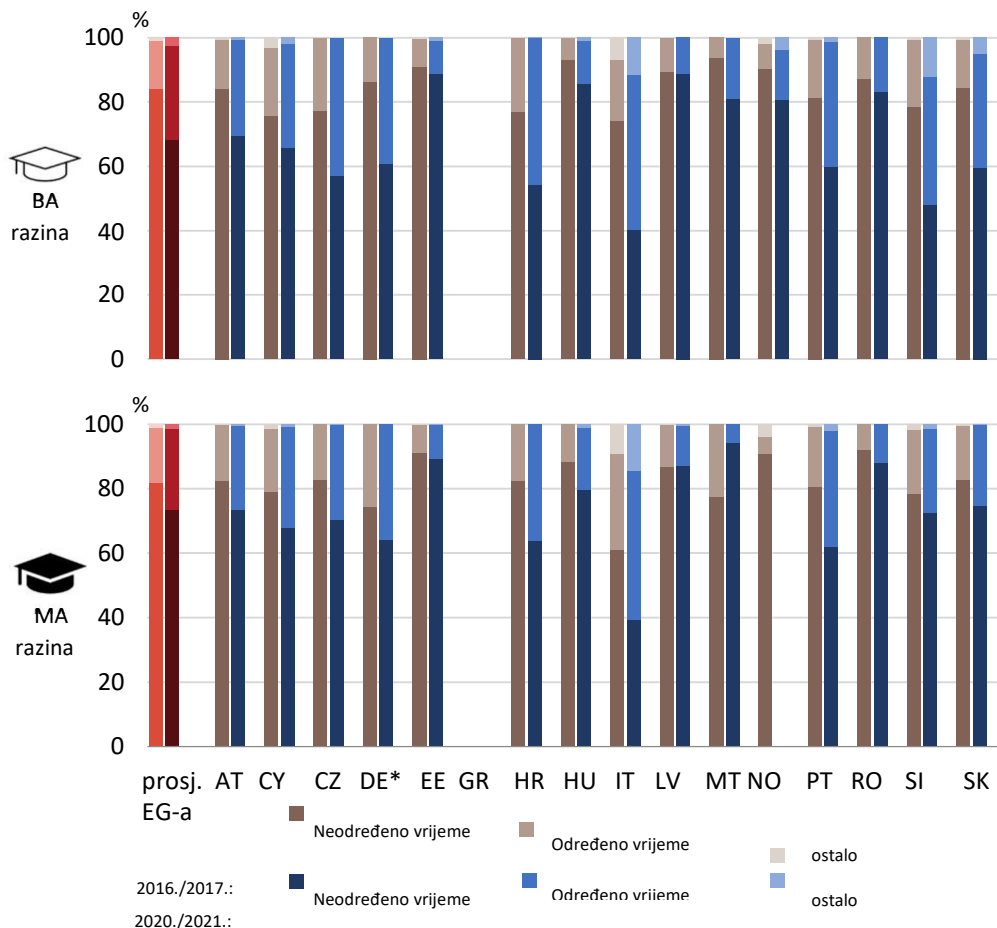 %
100
80
60
40
20
0
BA
razina
%
100
80
60
40
20
0
MA
razina
prosj. AT CY CZ DE* EE GR HR HU IT LV MT NO PT RO SI SK
EG-a
Neodređeno vrijeme Određeno vrijeme ostalo
2016./2017.: Neodređeno vrijeme Određeno vrijeme ostalo
2020./2021.: